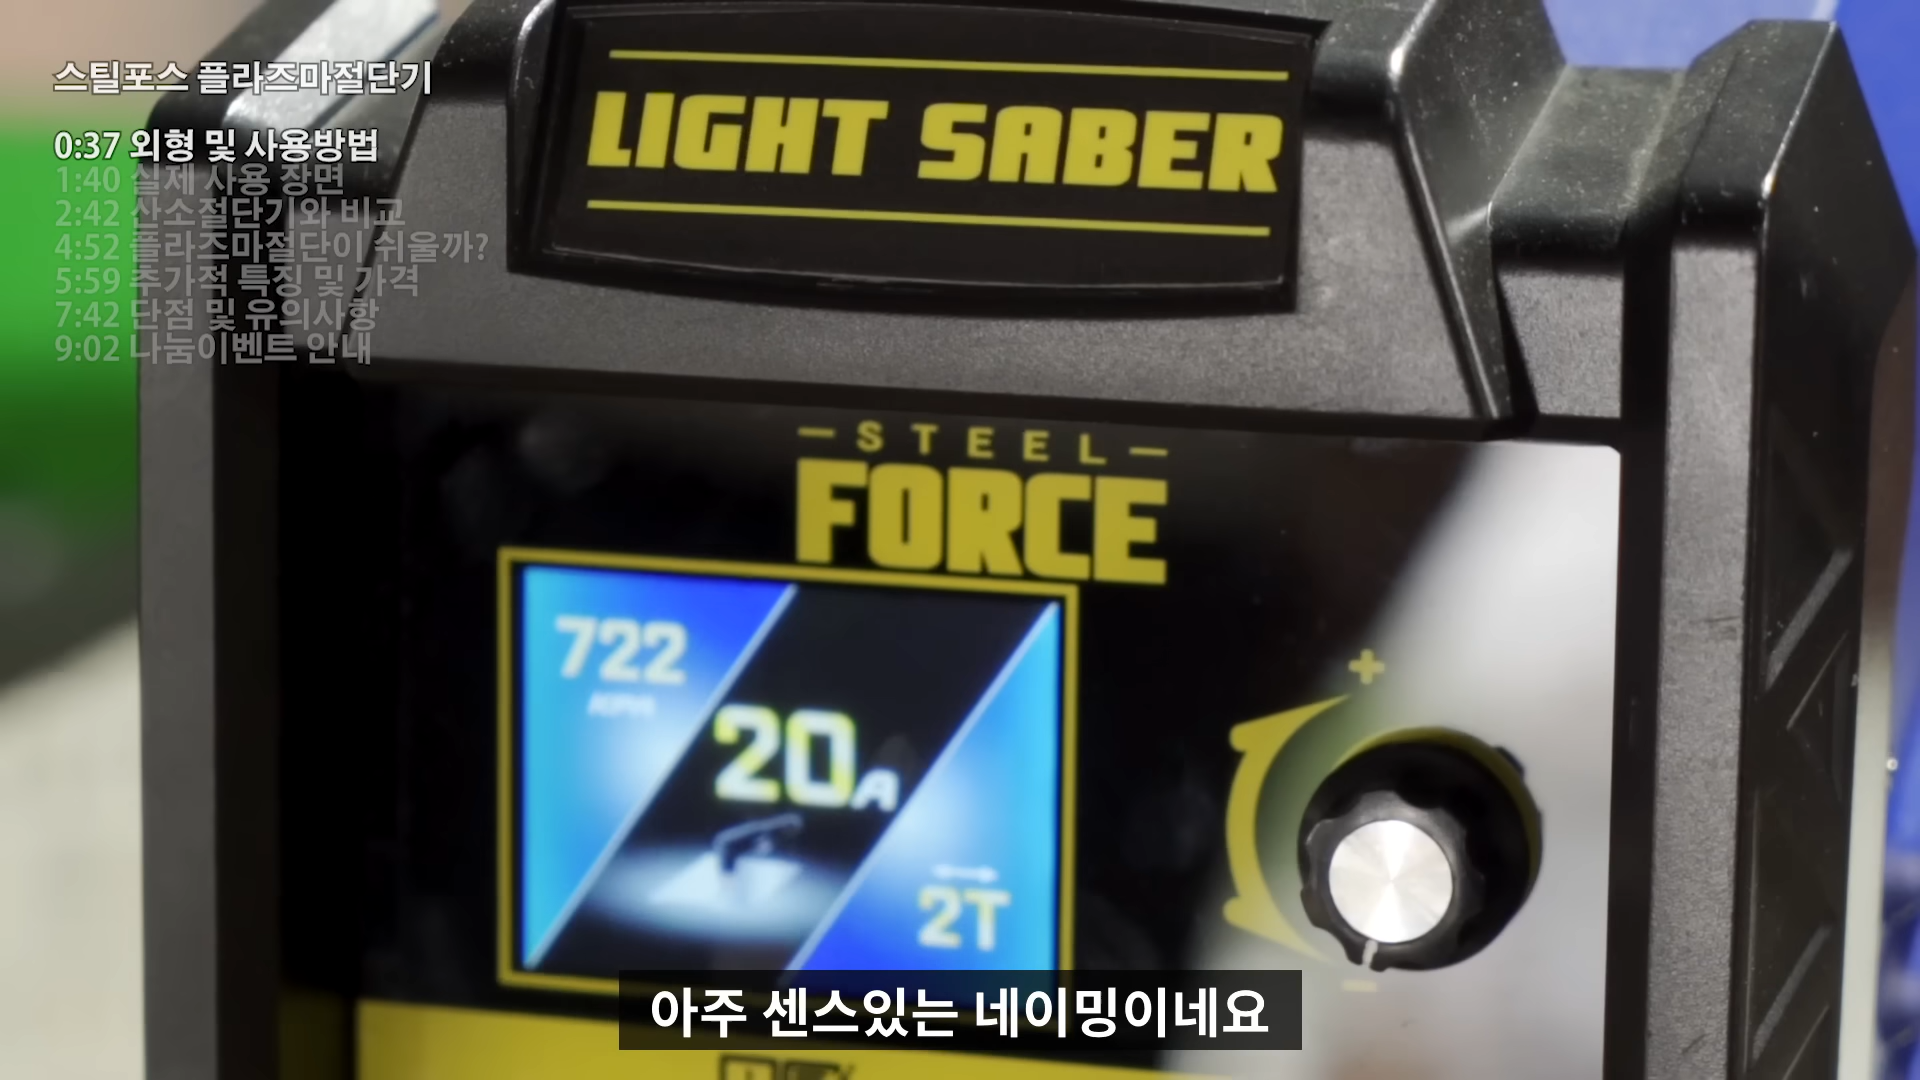 스틸포스 플라즈마절단기
0:37 외형 및 사용방법
1:40 실제 사용 장면
2:42 산소절단기와 비교
4:52 플라즈마절단이 쉬울까?
5:59 추가적 특징 및 가격
7:42 단점 및 유의사항
9:02 나눔이벤트 안내
LIGHT SABER
STEEL
FORCE
722
KPA
20A
2T
+
−
아주 센스있는 네이밍이네요